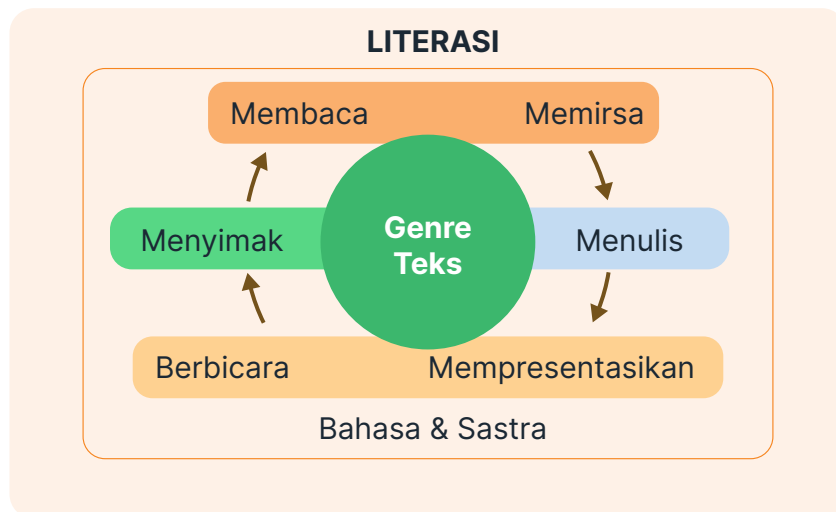 LITERASI
Membaca
Memirsa
Menyimak
Genre
Teks
Menulis
Berbicara
Mempresentasikan
Bahasa & Sastra